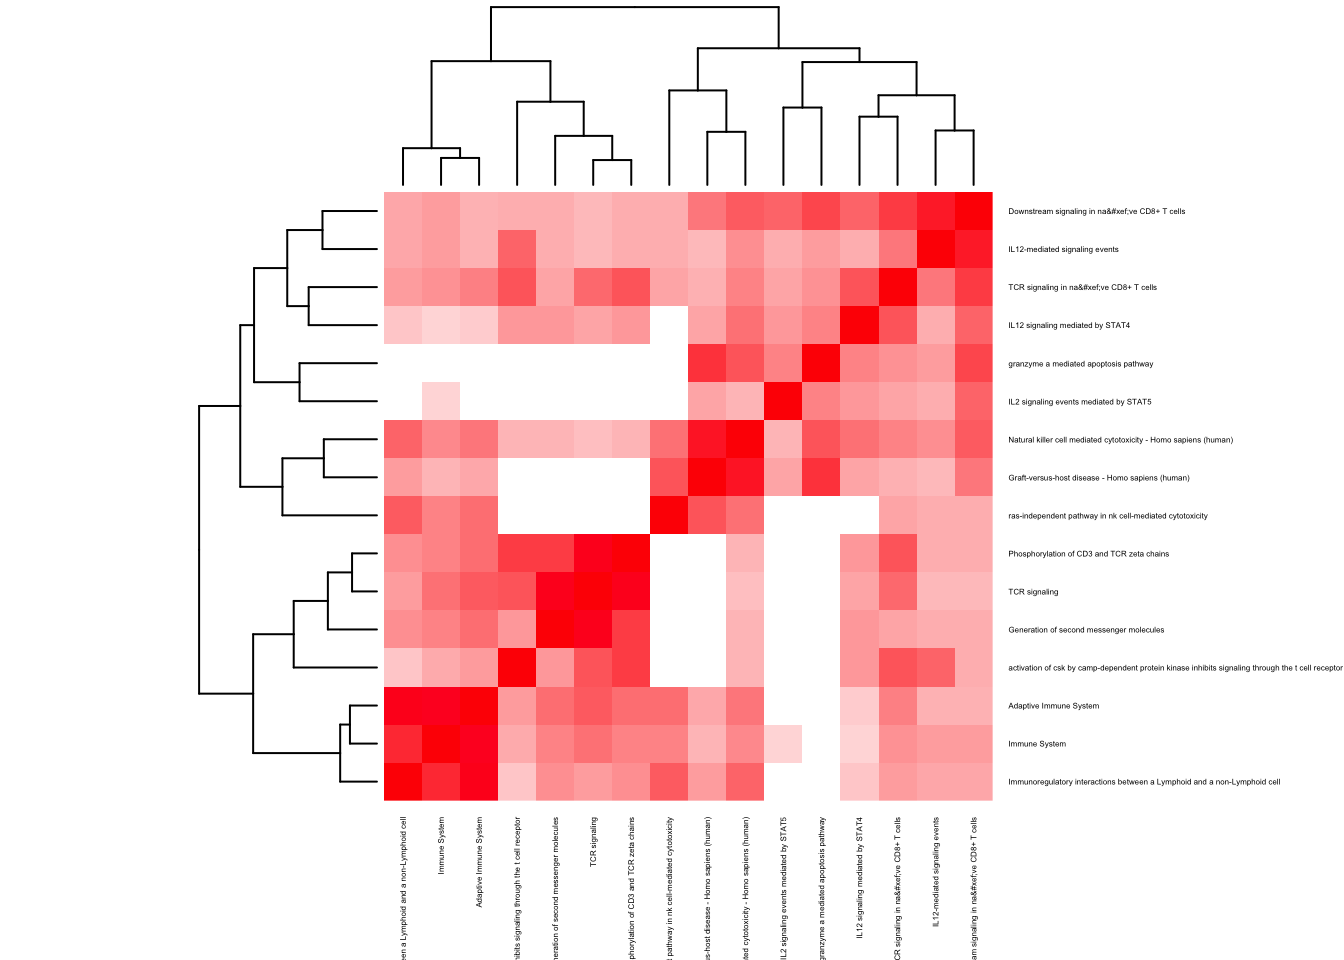 Downstream signaling in na&#xef;ve CD8+ T cells
IL12-mediated signaling events
TCR signaling in na&#xef;ve CD8+ T cells
IL12 signaling mediated by STAT4
granzyme a mediated apoptosis pathway
IL2 signaling events mediated by STAT5
Natural killer cell mediated cytotoxicity - Homo sapiens (human)
Graft-versus-host disease - Homo sapiens (human)
ras-independent pathway in nk cell-mediated cytotoxicity
Phosphorylation of CD3 and TCR zeta chains
TCR signaling
Generation of second messenger molecules
activation of csk by camp-dependent protein kinase inhibits signaling through the t cell receptor
Adaptive Immune System
Immune System
Immunoregulatory interactions between a Lymphoid and a non-Lymphoid cell
een a Lymphoid and a non-Lymphoid cell
Immune System
Adaptive Immune System
hibits signaling through the t cell receptor
neration of second messenger molecules
TCR signaling
phorylation of CD3 and TCR zeta chains
t pathway in nk cell-mediated cytotoxicity
us-host disease - Homo sapiens (human)
ted cytotoxicity - Homo sapiens (human)
IL2 signaling events mediated by STAT5
granzyme a mediated apoptosis pathway
IL12 signaling mediated by STAT4
CR signaling in na&#xef;ve CD8+ T cells
IL12-mediated signaling events
am signaling in na&#xef;ve CD8+ T cells